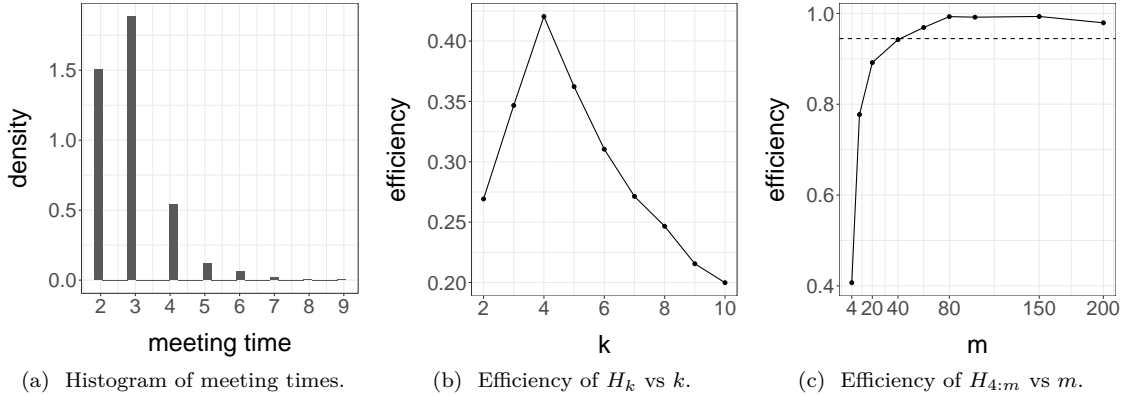 density
1.5
1.0
0.5
0.0
2 3 4 5 6 7 8 9
meeting time
(a) Histogram of meeting times.
efficiency
0.40
0.35
0.30
0.25
0.20
2 4 6 8 10
k
(b) Efficiency of H_k vs k.
efficiency
1.0
0.8
0.6
0.4
4 20 40 80 150 200
m
(c) Efficiency of H_{4:m} vs m.